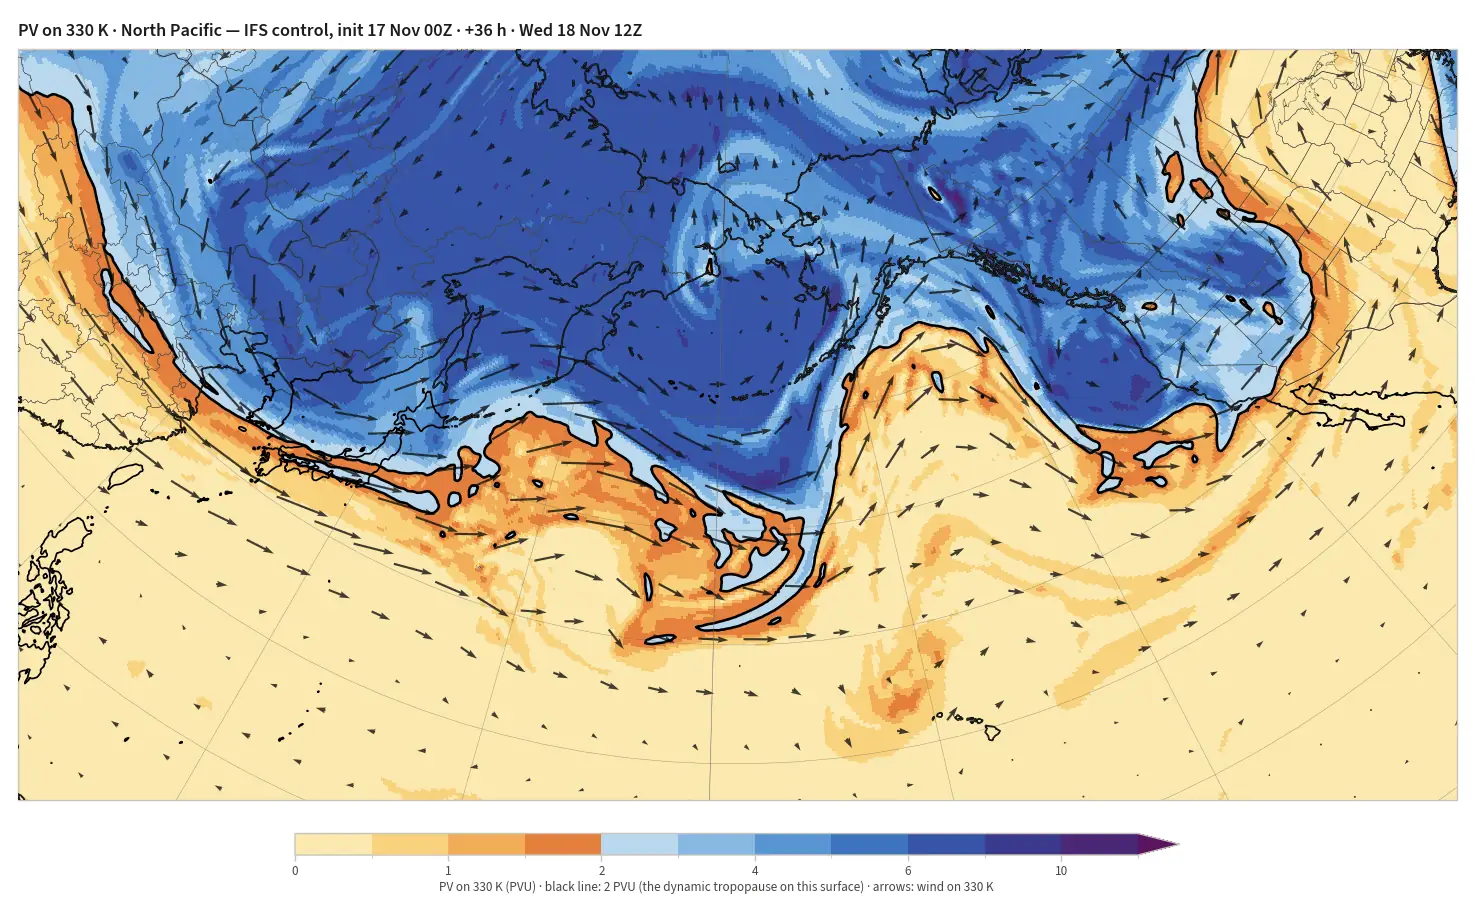 PV on 330 K · North Pacific — IFS control, init 17 Nov 00Z · +36 h · Wed 18 Nov 12Z
0 1 2 4 6 10
PV on 330 K (PVU) · black line: 2 PVU (the dynamic tropopause on this surface) · arrows: wind on 330 K